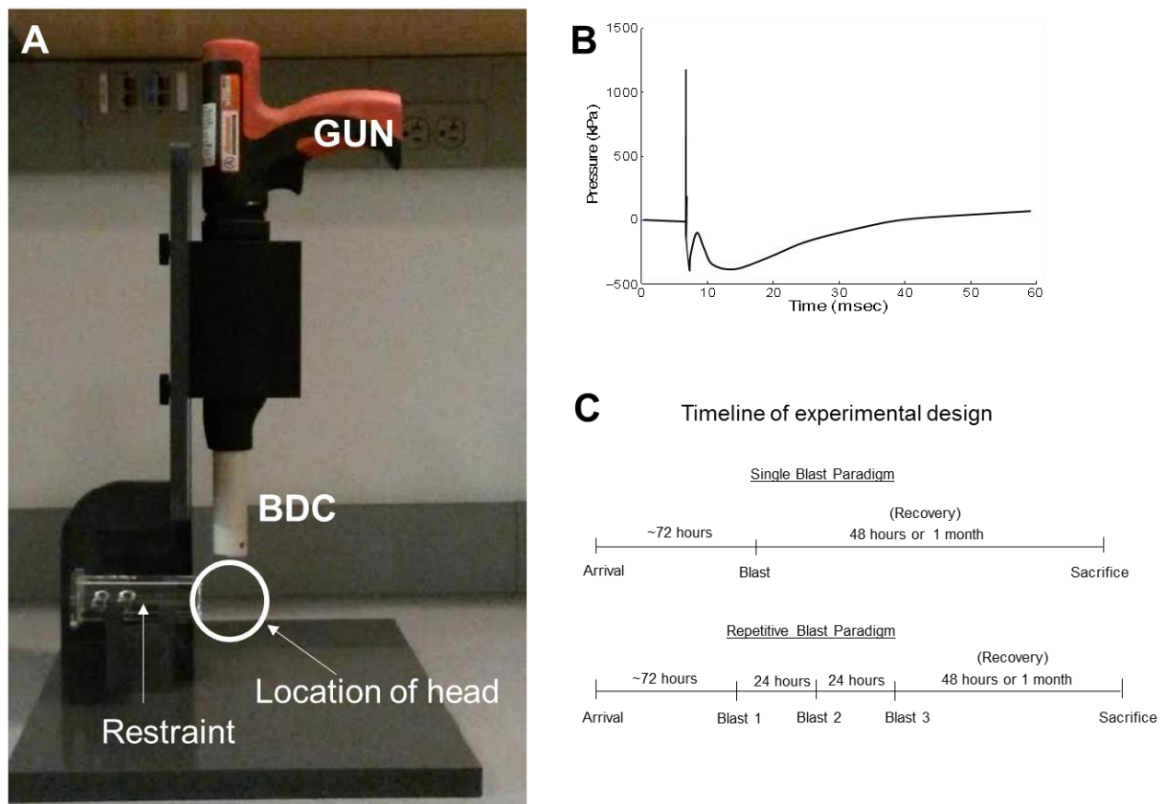 A
GUN
BDC
Location of head
Restraint
B
1500
1000
500
0
−500
Pressure (kPa)
0 10 20 30 40 50 60
Time (msec)
C
Timeline of experimental design
Single Blast Paradigm
(Recovery)
~72 hours 48 hours or 1 month
Arrival Blast Sacrifice
Repetitive Blast Paradigm
(Recovery)
~72 hours 24 hours 24 hours 48 hours or 1 month
Arrival Blast 1 Blast 2 Blast 3 Sacrifice